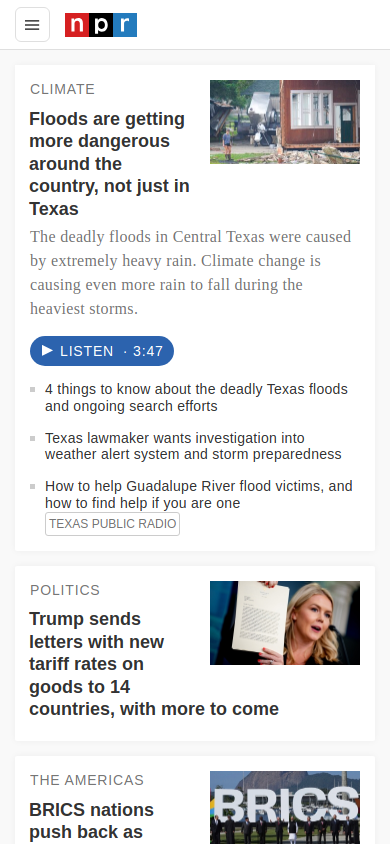 npr
CLIMATE
Floods are getting
more dangerous
around the
country, not just in
Texas
The deadly floods in Central Texas were caused
by extremely heavy rain. Climate change is
causing even more rain to fall during the
heaviest storms.
LISTEN · 3:47
4 things to know about the deadly Texas floods
and ongoing search efforts
Texas lawmaker wants investigation into
weather alert system and storm preparedness
How to help Guadalupe River flood victims, and
how to find help if you are one
TEXAS PUBLIC RADIO
POLITICS
Trump sends
letters with new
tariff rates on
goods to 14
countries, with more to come
THE AMERICAS
BRICS nations
push back as
BRICS